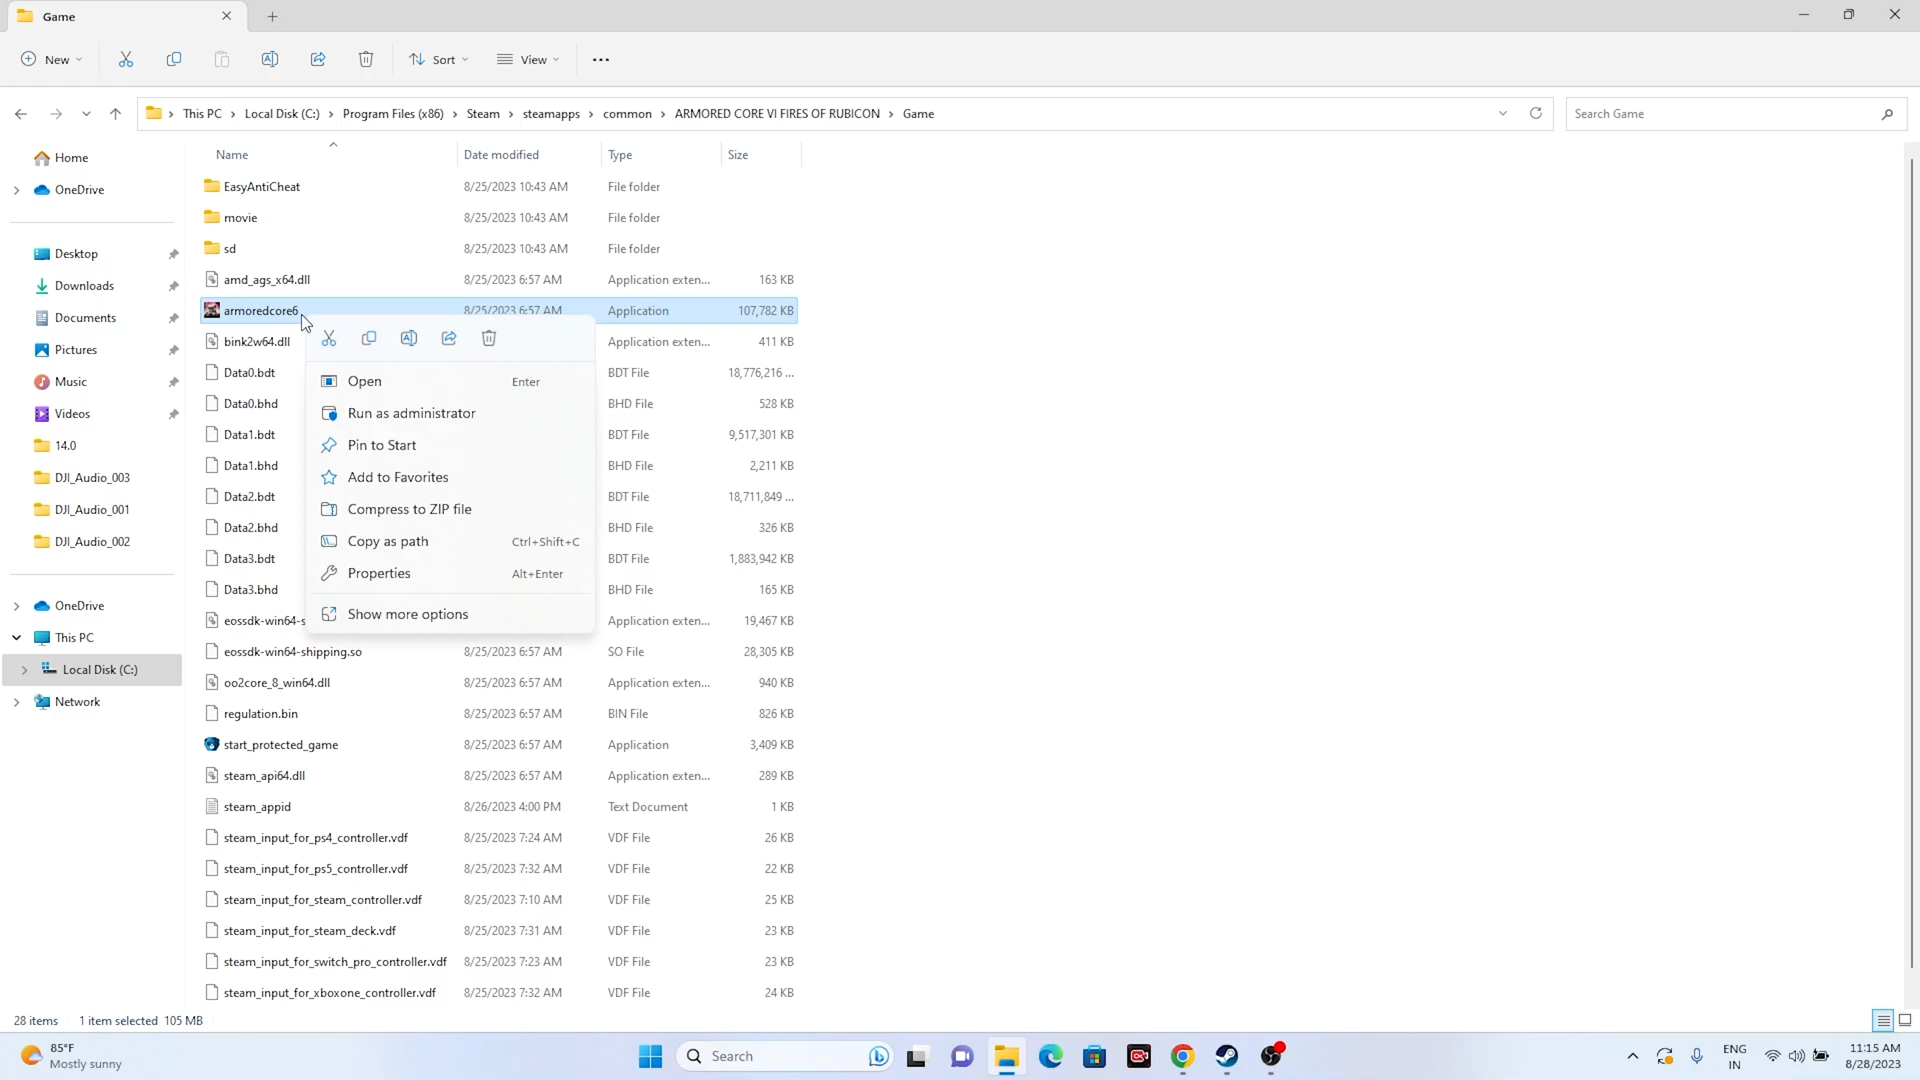 Game
New
Sort
View
This PC > Local Disk (C:) > Program Files (x86) > Steam > steamapps > common > ARMORED CORE VI FIRES OF RUBICON > Game
Search Game
Home
OneDrive
Desktop
Downloads
Documents
Pictures
Music
Videos
14.0
DJI_Audio_003
DJI_Audio_001
DJI_Audio_002
OneDrive
This PC
Local Disk (C:)
Network
Name Date modified Type Size
EasyAntiCheat 8/25/2023 10:43 AM File folder
movie 8/25/2023 10:43 AM File folder
sd 8/25/2023 10:43 AM File folder
amd_ags_x64.dll 8/25/2023 6:57 AM Application exten... 163 KB
armoredcore6 8/25/2023 6:57 AM Application 107,782 KB
bink2w64.dll Application exten... 411 KB
Data0.bdt BDT File 18,776,216 ...
Data0.bhd BHD File 528 KB
Data1.bdt BDT File 9,517,301 KB
Data1.bhd BHD File 2,211 KB
Data2.bdt BDT File 18,711,849 ...
Data2.bhd BHD File 326 KB
Data3.bdt BDT File 1,883,942 KB
Data3.bhd BHD File 165 KB
eossdk-win64-s Application exten... 19,467 KB
eossdk-win64-shipping.so 8/25/2023 6:57 AM SO File 28,305 KB
oo2core_8_win64.dll 8/25/2023 6:57 AM Application exten... 940 KB
regulation.bin 8/25/2023 6:57 AM BIN File 826 KB
start_protected_game 8/25/2023 6:57 AM Application 3,409 KB
steam_api64.dll 8/25/2023 6:57 AM Application exten... 289 KB
steam_appid 8/26/2023 4:00 PM Text Document 1 KB
steam_input_for_ps4_controller.vdf 8/25/2023 7:24 AM VDF File 26 KB
steam_input_for_ps5_controller.vdf 8/25/2023 7:32 AM VDF File 22 KB
steam_input_for_steam_controller.vdf 8/25/2023 7:10 AM VDF File 25 KB
steam_input_for_steam_deck.vdf 8/25/2023 7:31 AM VDF File 23 KB
steam_input_for_switch_pro_controller.vdf 8/25/2023 7:23 AM VDF File 23 KB
steam_input_for_xboxone_controller.vdf 8/25/2023 7:32 AM VDF File 24 KB
Open Enter
Run as administrator
Pin to Start
Add to Favorites
Compress to ZIP file
Copy as path Ctrl+Shift+C
Properties Alt+Enter
Show more options
28 items 1 item selected 105 MB
85°F
Mostly sunny
Search
ENG
IN
11:15 AM
8/28/2023